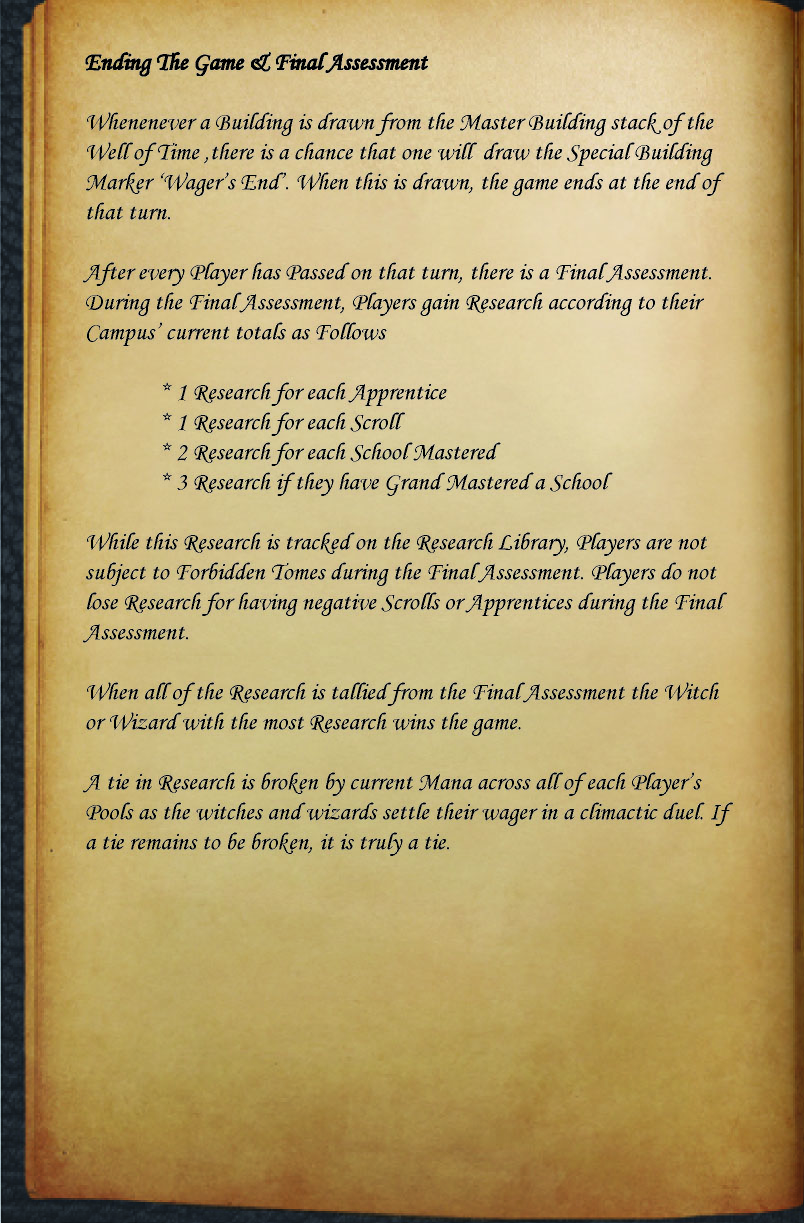 Ending The Game & Final Assessment
Whenenever a Building is drawn from the Master Building stack of the
Well of Time ,there is a chance that one will draw the Special Building
Marker ‘Wager’s End’. When this is drawn, the game ends at the end of
that turn.
After every Player has Passed on that turn, there is a Final Assessment.
During the Final Assessment, Players gain Research according to their
Campus’ current totals as Follows
* 1 Research for each Apprentice
* 1 Research for each Scroll
* 2 Research for each School Mastered
* 3 Research if they have Grand Mastered a School
While this Research is tracked on the Research Library, Players are not
subject to Forbidden Tomes during the Final Assessment. Players do not
lose Research for having negative Scrolls or Apprentices during the Final
Assessment.
When all of the Research is tallied from the Final Assessment the Witch
or Wizard with the most Research wins the game.
A tie in Research is broken by current Mana across all of each Player’s
Pools as the witches and wizards settle their wager in a climactic duel. If
a tie remains to be broken, it is truly a tie.